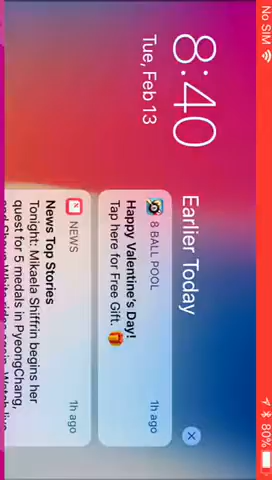 No SIM
80%
8:40
Tue, Feb 13
Earlier Today
8 BALL POOL
1h ago
Happy Valentine's Day!
Tap here for Free Gift. 🎁
NEWS
1h ago
News Top Stories
Tonight: Mikaela Shiffrin begins her
quest for 5 medals in PyeongChang,